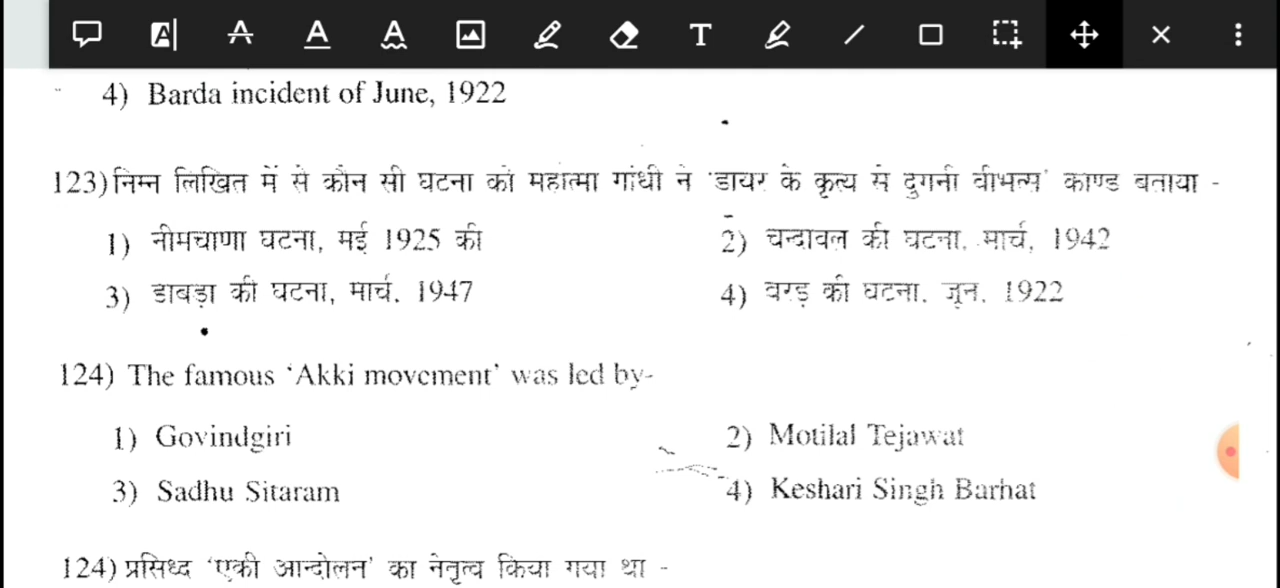 4) Barda incident of June, 1922
123) निम्न लिखित में से कौन सी घटना को महात्मा गांधी ने 'डायर के कृत्य से दुगनी वीभत्स' काण्ड बताया -
1) नीमचाणा घटना, मई 1925 की
2) चन्दावल की घटना, मार्च, 1942
3) डाबड़ा की घटना, मार्च, 1947
4) बरड़ की घटना, जून, 1922
124) The famous 'Akki movement' was led by-
1) Govindgiri
2) Motilal Tejawat
3) Sadhu Sitaram
4) Keshari Singh Barhat
124) प्रसिध्द 'एकी आन्दोलन' का नेतृत्व किया गया था -